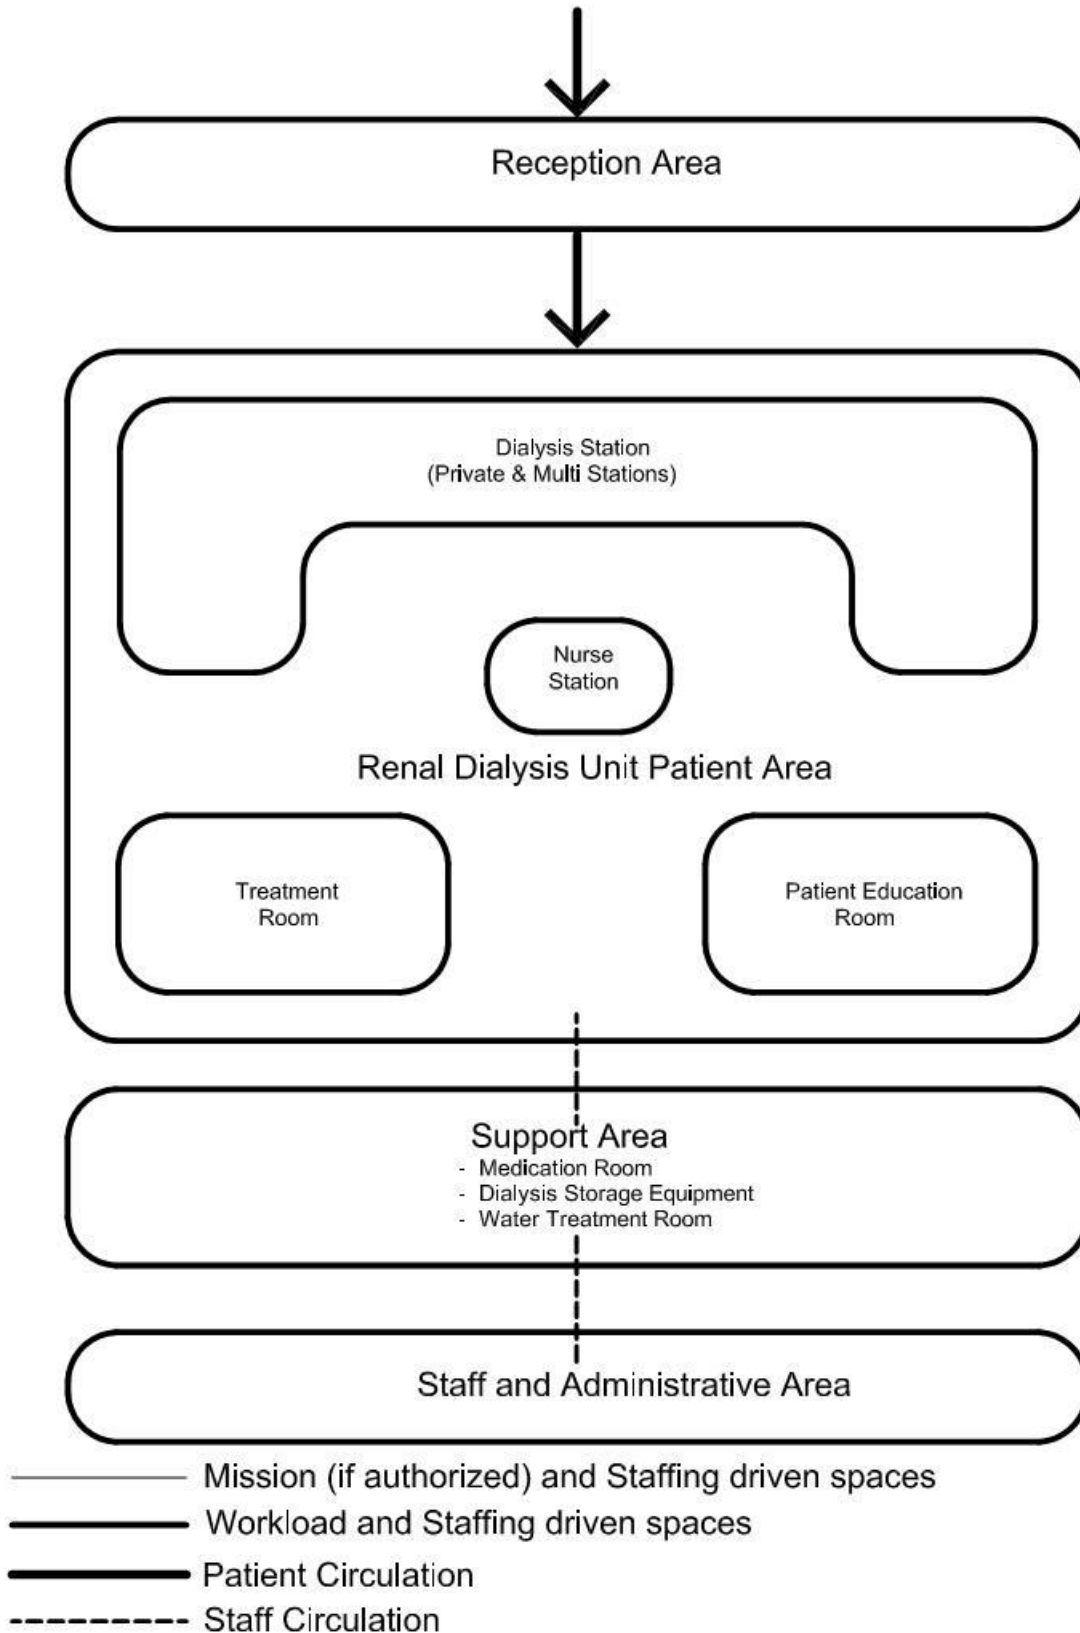 Reception Area
Dialysis Station
(Private & Multi Stations)
Nurse
Station
Renal Dialysis Unit Patient Area
Treatment
Room
Patient Education
Room
Support Area
- Medication Room
- Dialysis Storage Equipment
- Water Treatment Room
Staff and Administrative Area
Mission (if authorized) and Staffing driven spaces
Workload and Staffing driven spaces
Patient Circulation
Staff Circulation